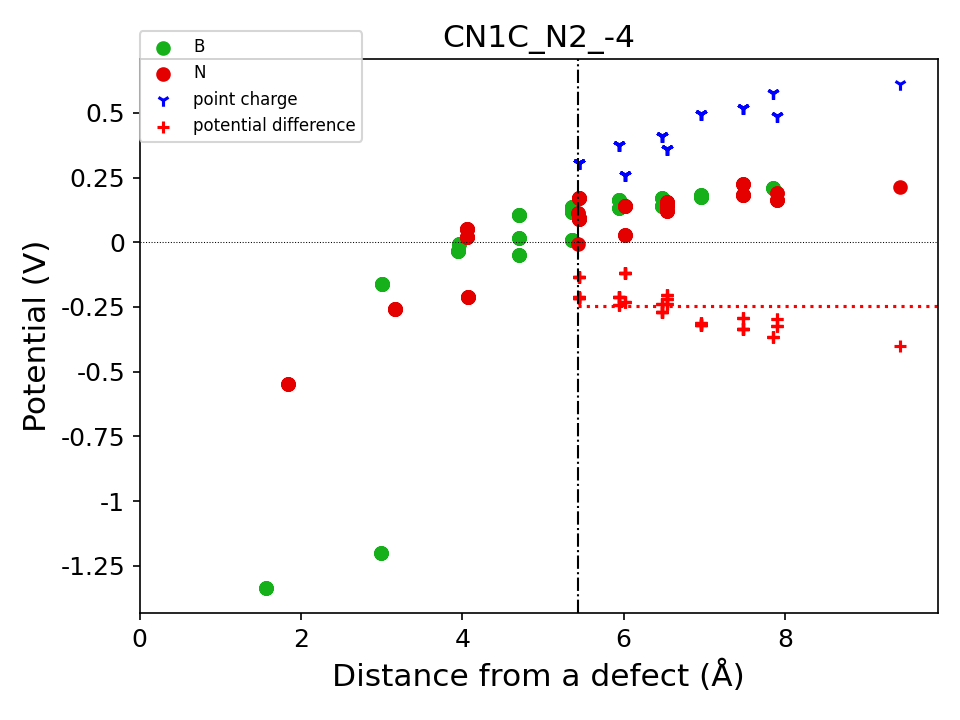 CN1C_N2_-4
B
N
point charge
potential difference
Potential (V)
0.5
0.25
0
-0.25
-0.5
-0.75
-1
-1.25
0 2 4 6 8
Distance from a defect (Å)